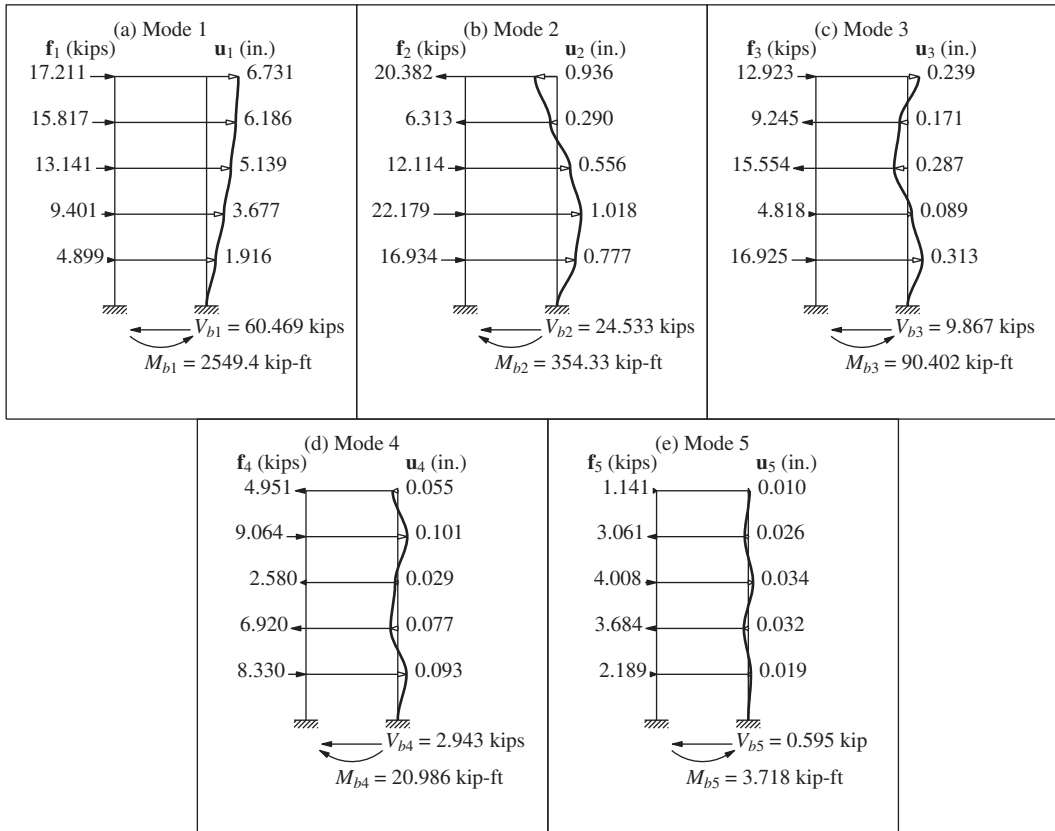 (a) Mode 1
f1 (kips) u1 (in.)
17.211 6.731
15.817 6.186
13.141 5.139
9.401 3.677
4.899 1.916
Vb1 = 60.469 kips
Mb1 = 2549.4 kip-ft
(b) Mode 2
f2 (kips) u2 (in.)
20.382 0.936
6.313 0.290
12.114 0.556
22.179 1.018
16.934 0.777
Vb2 = 24.533 kips
Mb2 = 354.33 kip-ft
(c) Mode 3
f3 (kips) u3 (in.)
12.923 0.239
9.245 0.171
15.554 0.287
4.818 0.089
16.925 0.313
Vb3 = 9.867 kips
Mb3 = 90.402 kip-ft
(d) Mode 4
f4 (kips) u4 (in.)
4.951 0.055
9.064 0.101
2.580 0.029
6.920 0.077
8.330 0.093
Vb4 = 2.943 kips
Mb4 = 20.986 kip-ft
(e) Mode 5
f5 (kips) u5 (in.)
1.141 0.010
3.061 0.026
4.008 0.034
3.684 0.032
2.189 0.019
Vb5 = 0.595 kip
Mb5 = 3.718 kip-ft